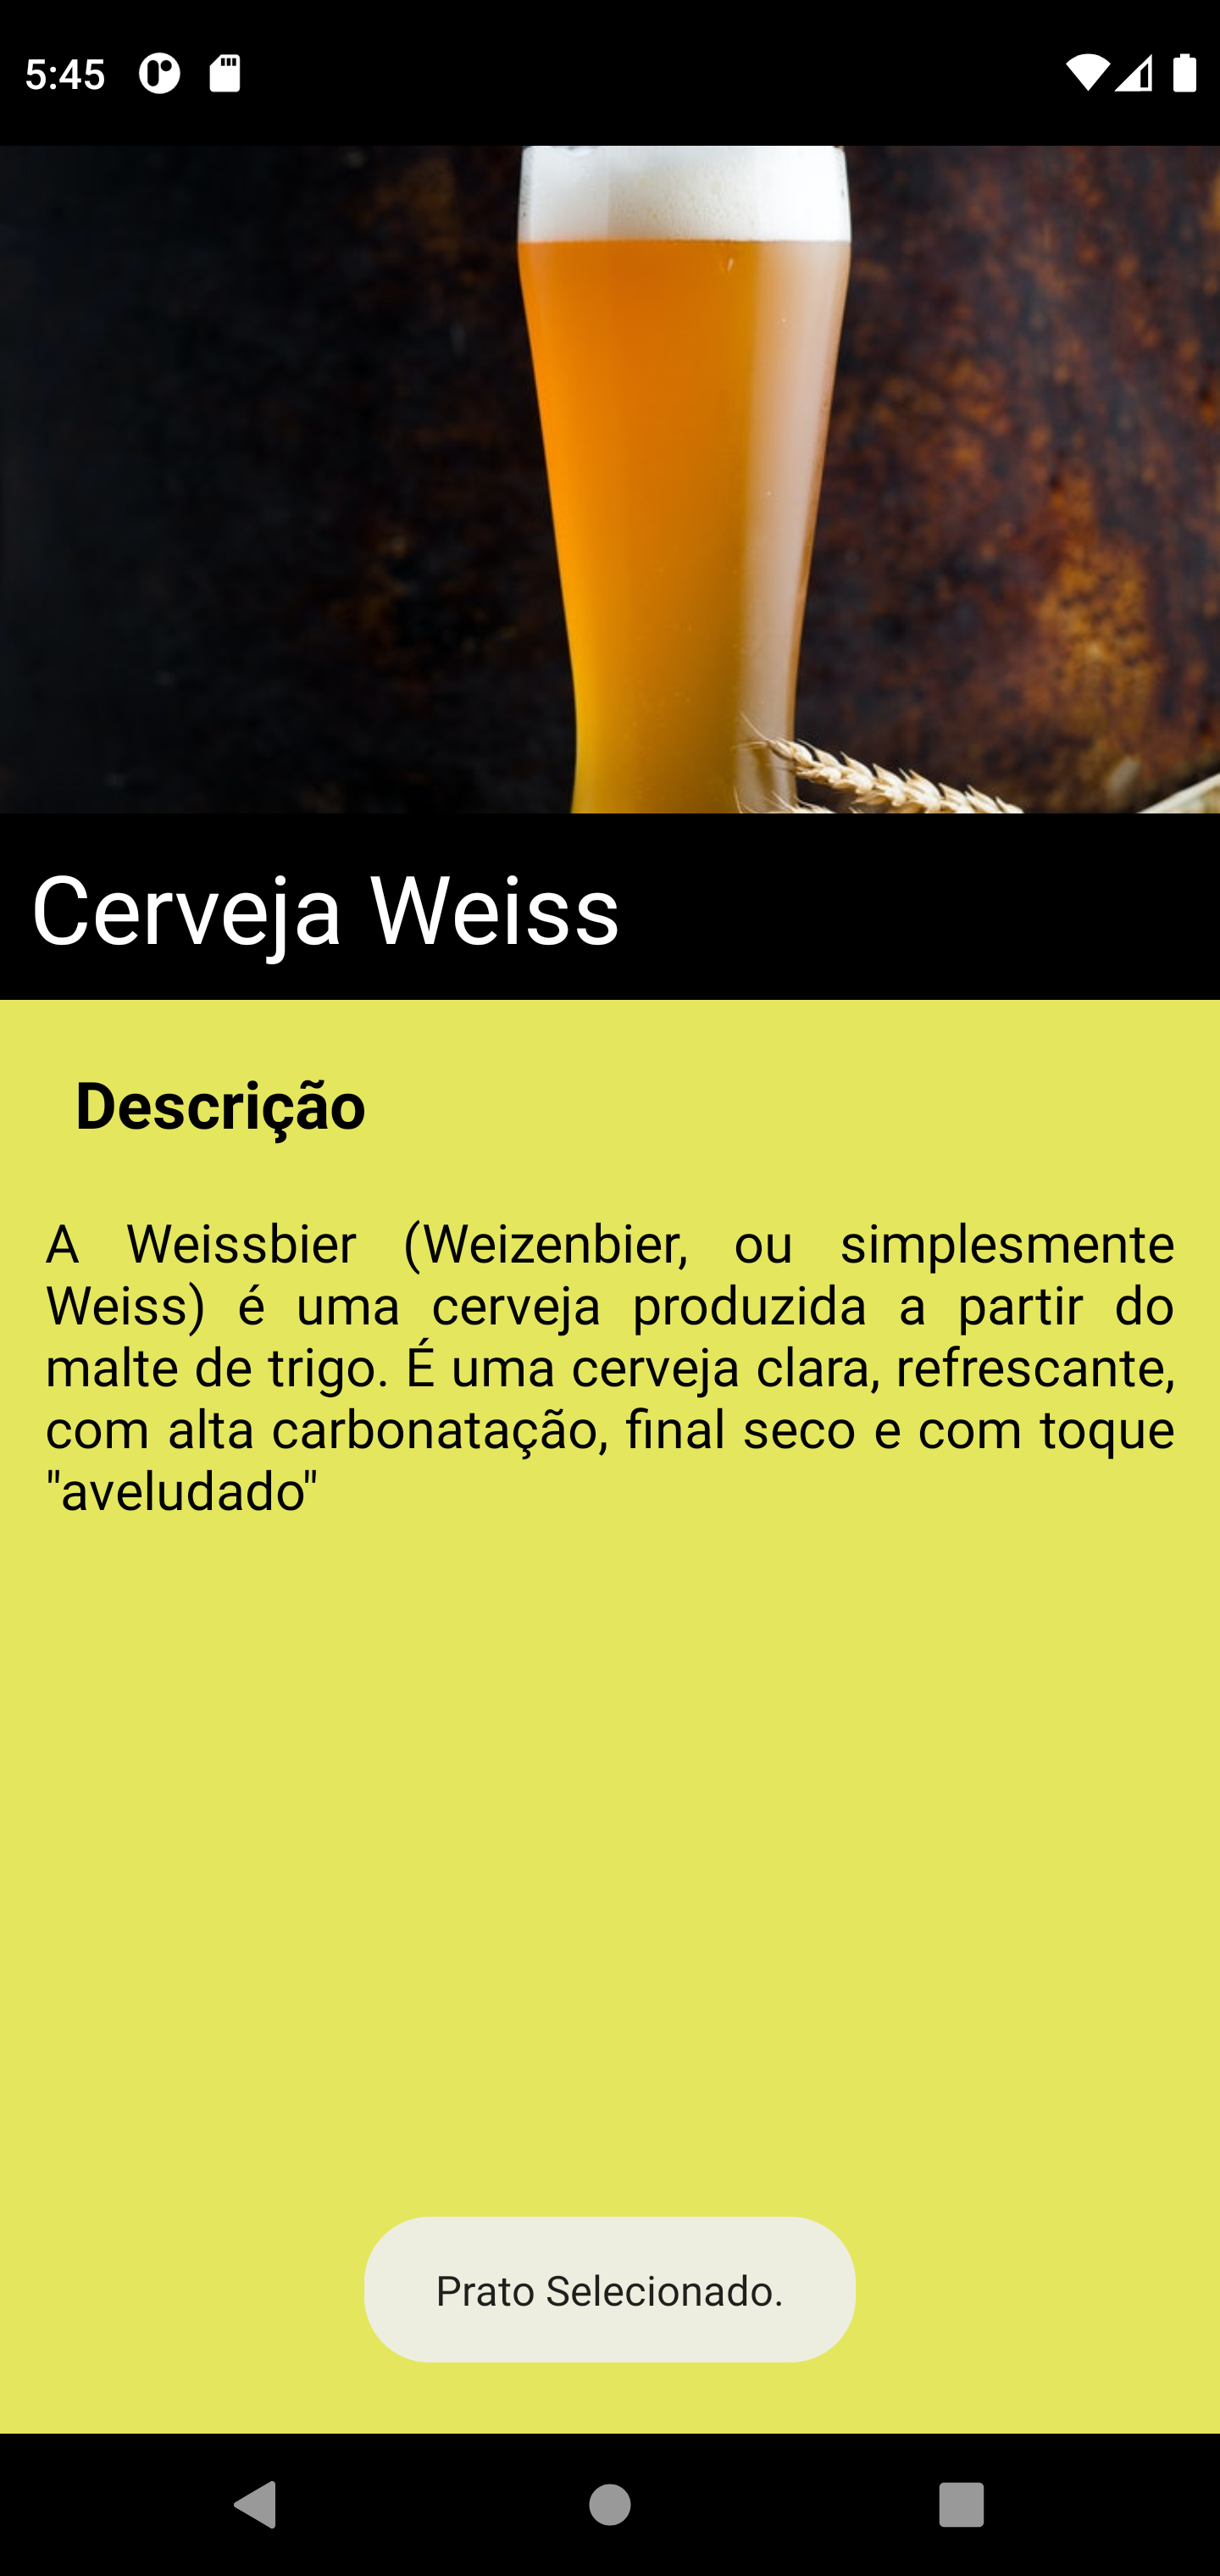 5:45
Cerveja Weiss
Descrição
A Weissbier (Weizenbier, ou simplesmente
Weiss) é uma cerveja produzida a partir do
malte de trigo. É uma cerveja clara, refrescante,
com alta carbonatação, final seco e com toque
"aveludado"
Prato Selecionado.